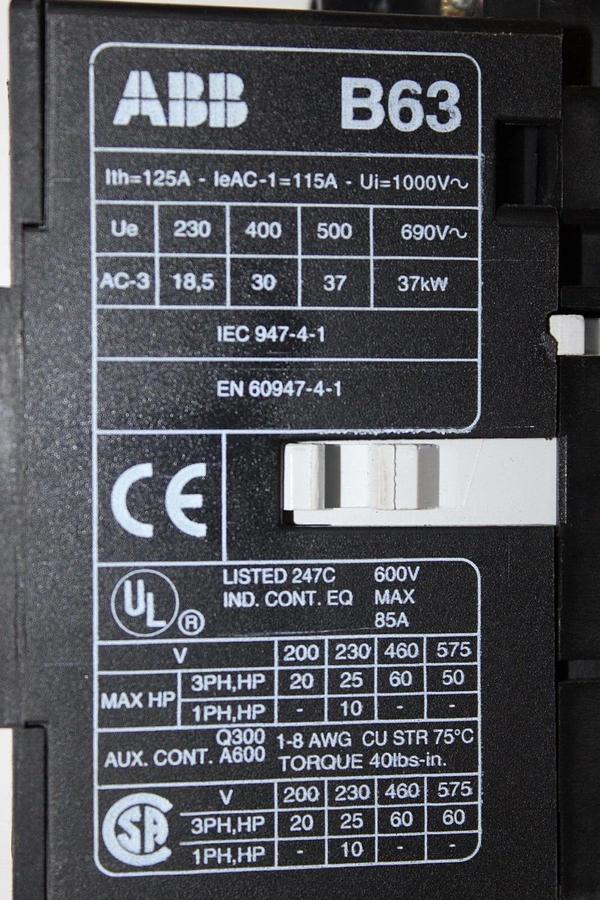 ABB B63
Ith=125A - IeAC-1=115A - Ui=1000V~
Ue 230 400 500 690V~
AC-3 18,5 30 37 37kW
IEC 947-4-1
EN 60947-4-1
CE
UL ® LISTED 247C 600V
IND. CONT. EQ MAX
85A
V 200 230 460 575
MAX HP 3PH,HP 20 25 60 50
1PH,HP - 10 - -
Q300 1-8 AWG CU STR 75°C
AUX. CONT. A600 TORQUE 40lbs-in.
SA V 200 230 460 575
3PH,HP 20 25 60 60
1PH,HP - 10 - -